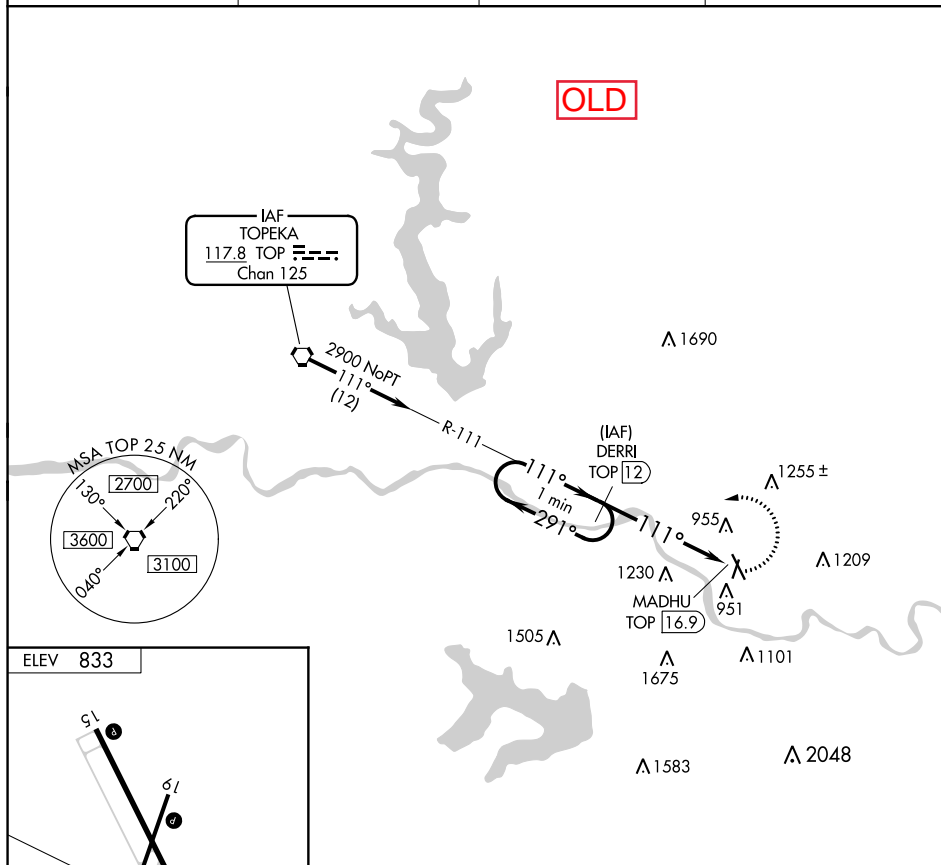 OLD
IAF
TOPEKA
117.8 TOP
Chan 125
2900 NoPT
111°
(12)
R-111
1690
(IAF)
DERRI
TOP 12
111°
1 min
291°
111°
1255 ±
955
1209
1230
MADHU
TOP 16.9
951
1505
1675
1101
1583
2048
MSA TOP 25 NM
130°
2700
220°
3600
3100
040°
ELEV 833
15
P
19
P